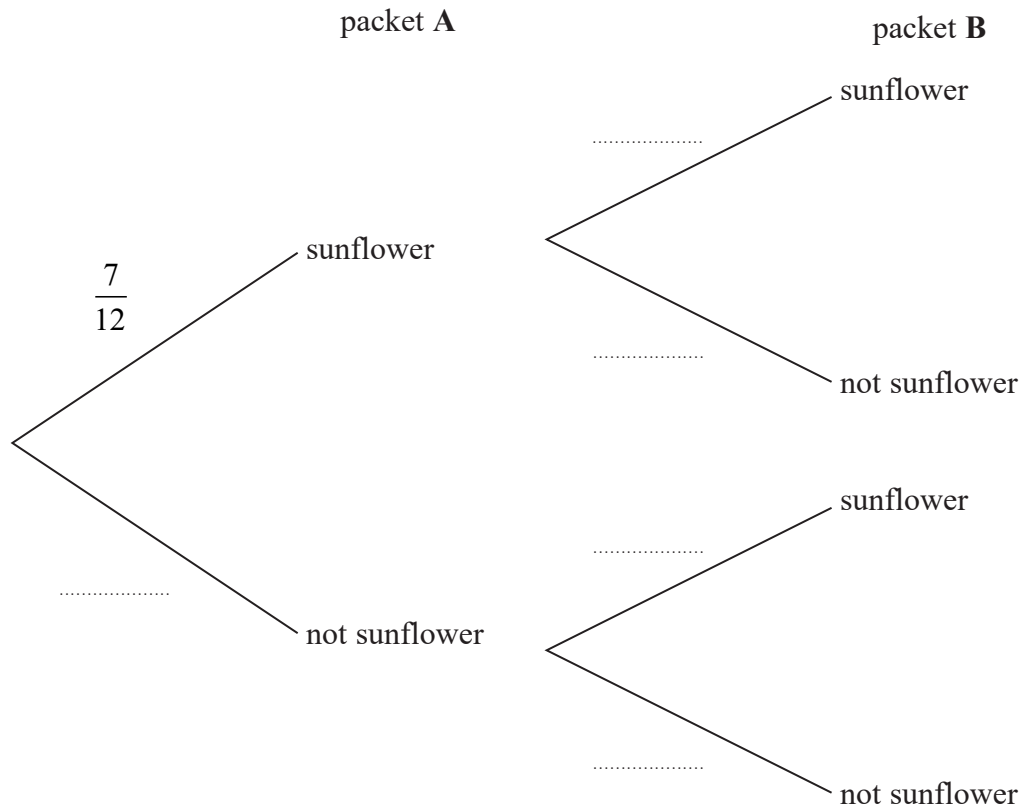 packet A
packet B
sunflower
....................
sunflower
7
12
....................
not sunflower
sunflower
....................
....................
not sunflower
....................
not sunflower